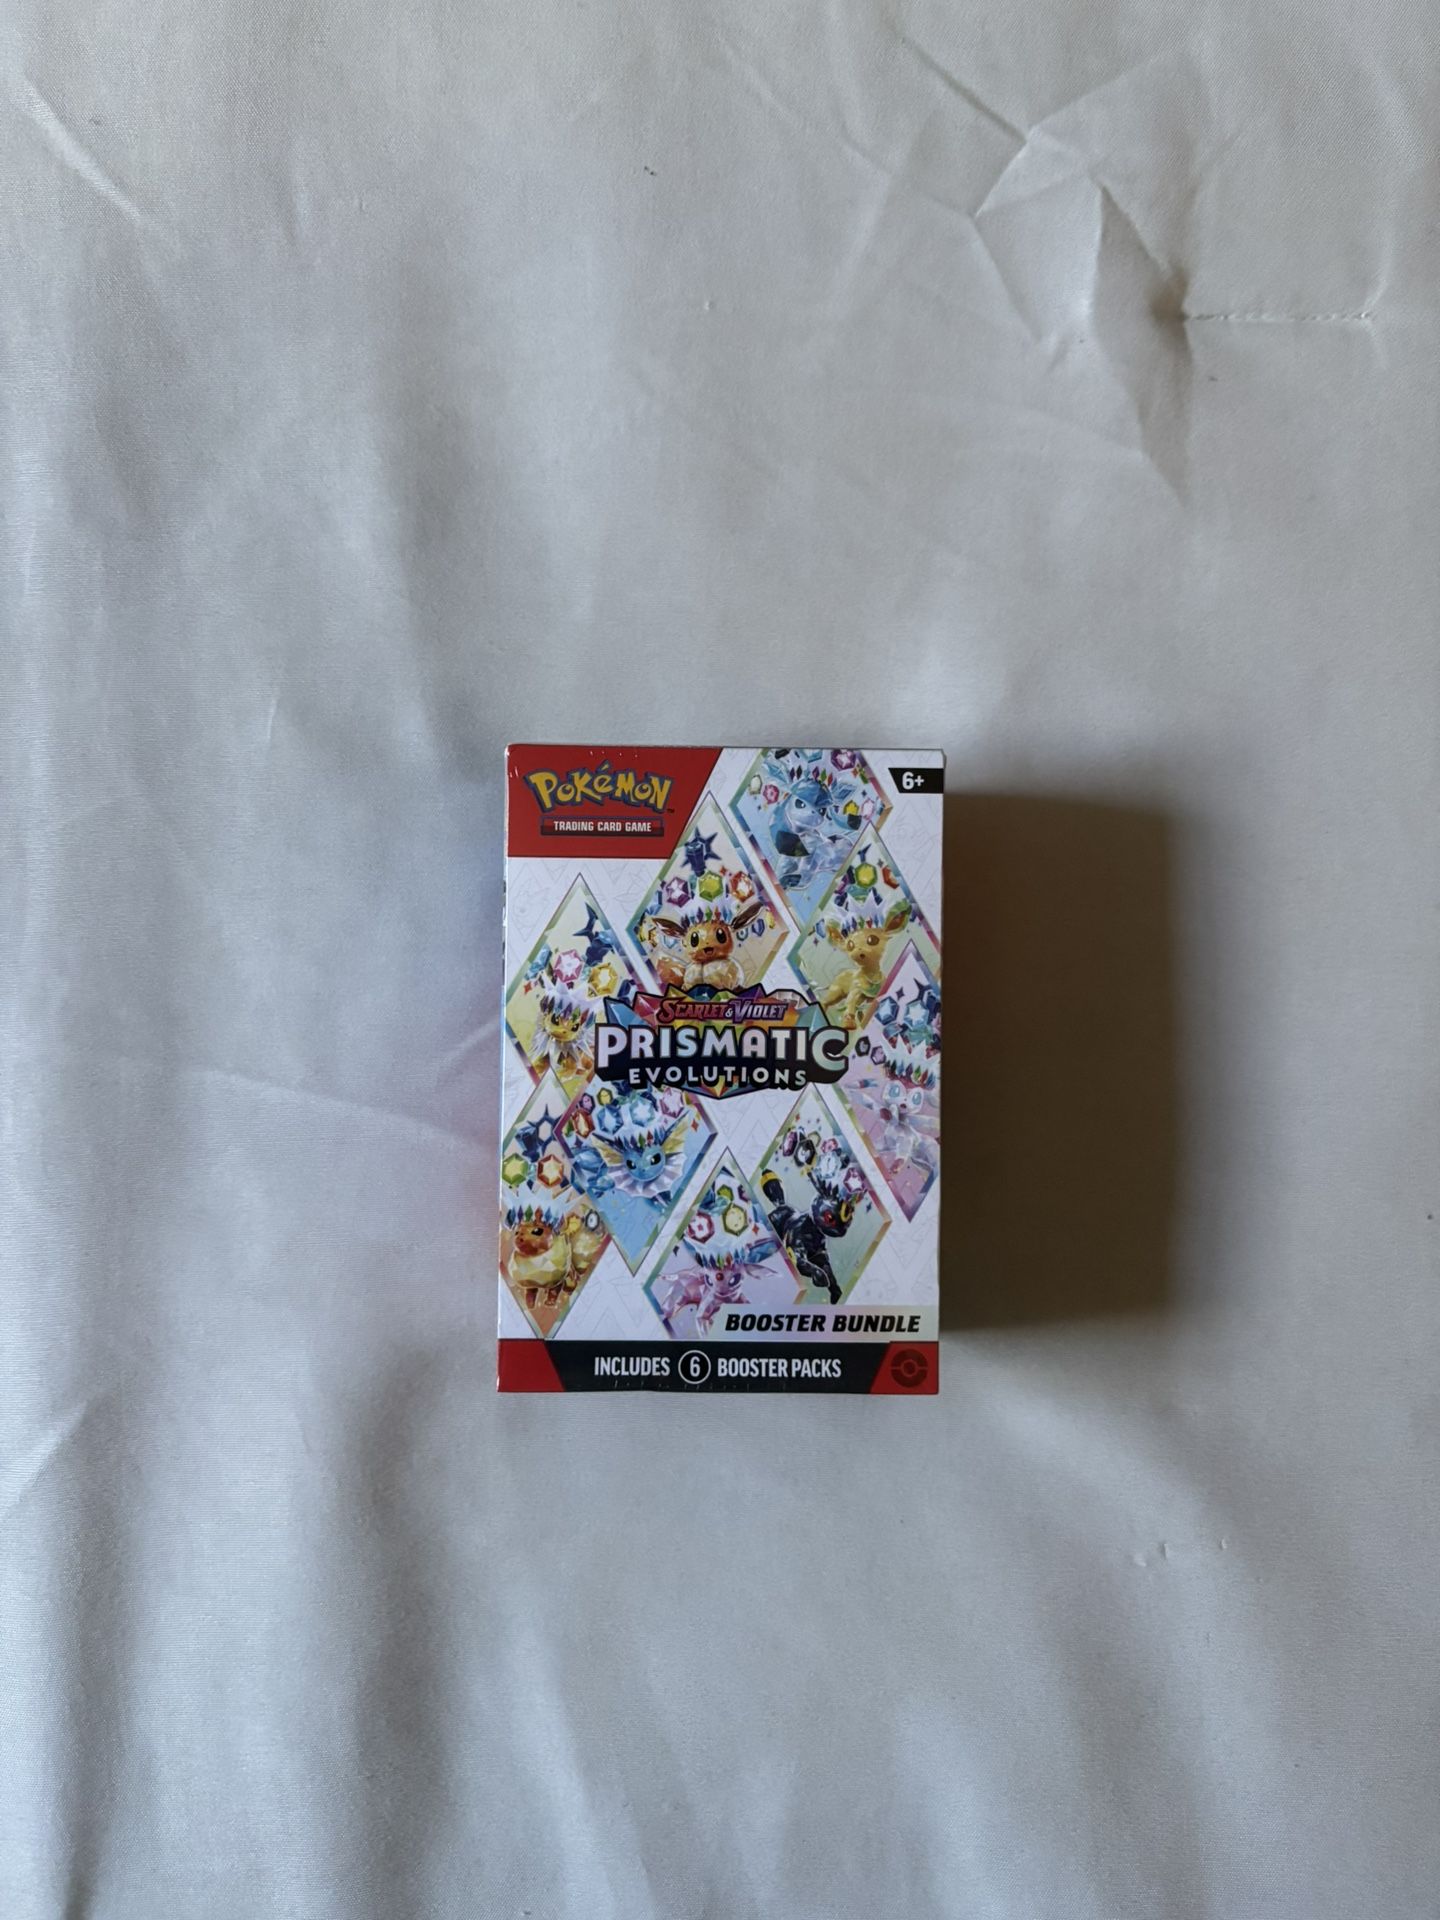 POKéMON
TRADING CARD GAME
6+
SCARLET & VIOLET
PRISMATIC
EVOLUTIONS
BOOSTER BUNDLE
INCLUDES 6 BOOSTER PACKS